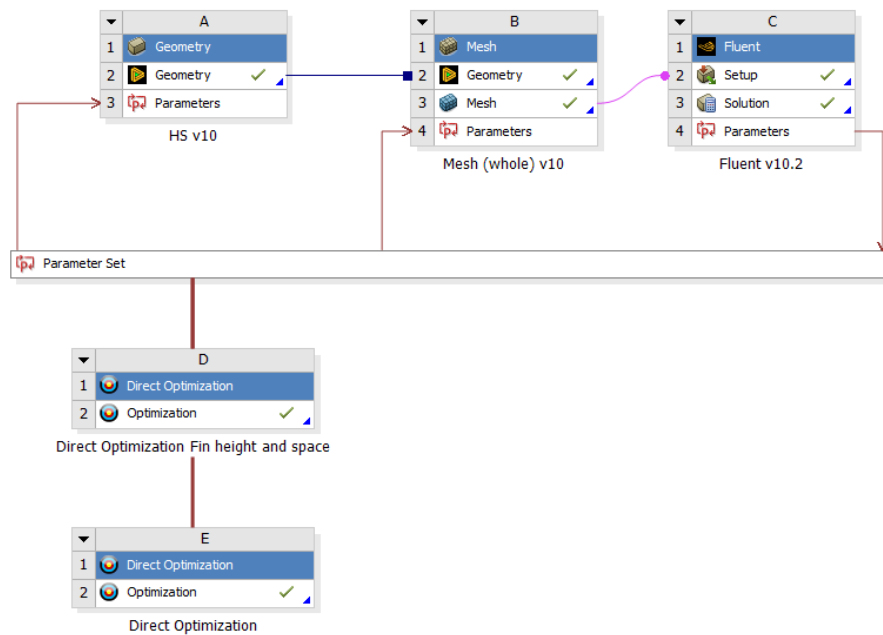 A
1 Geometry
2 Geometry
3 Parameters
HS v10
B
1 Mesh
2 Geometry
3 Mesh
4 Parameters
Mesh (whole) v10
C
1 Fluent
2 Setup
3 Solution
4 Parameters
Fluent v10.2
Parameter Set
D
1 Direct Optimization
2 Optimization
Direct Optimization Fin height and space
E
1 Direct Optimization
2 Optimization
Direct Optimization